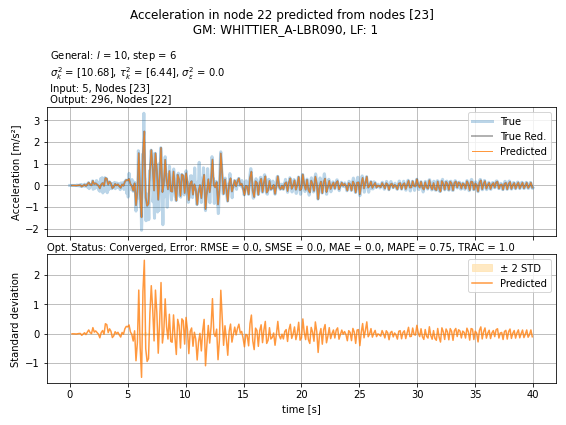 Acceleration in node 22 predicted from nodes [23]
GM: WHITTIER_A-LBR090, LF: 1
General: l = 10, step = 6
σ²ₖ = [10.68], τ²ₖ = [6.44], σ²ε = 0.0
Input: 5, Nodes [23]
Output: 296, Nodes [22]
Acceleration [m/s²]
3
2
1
0
−1
−2
True
True Red.
Predicted
Opt. Status: Converged, Error: RMSE = 0.0, SMSE = 0.0, MAE = 0.0, MAPE = 0.75, TRAC = 1.0
Standard deviation
2
1
0
−1
± 2 STD
Predicted
0 5 10 15 20 25 30 35 40
time [s]